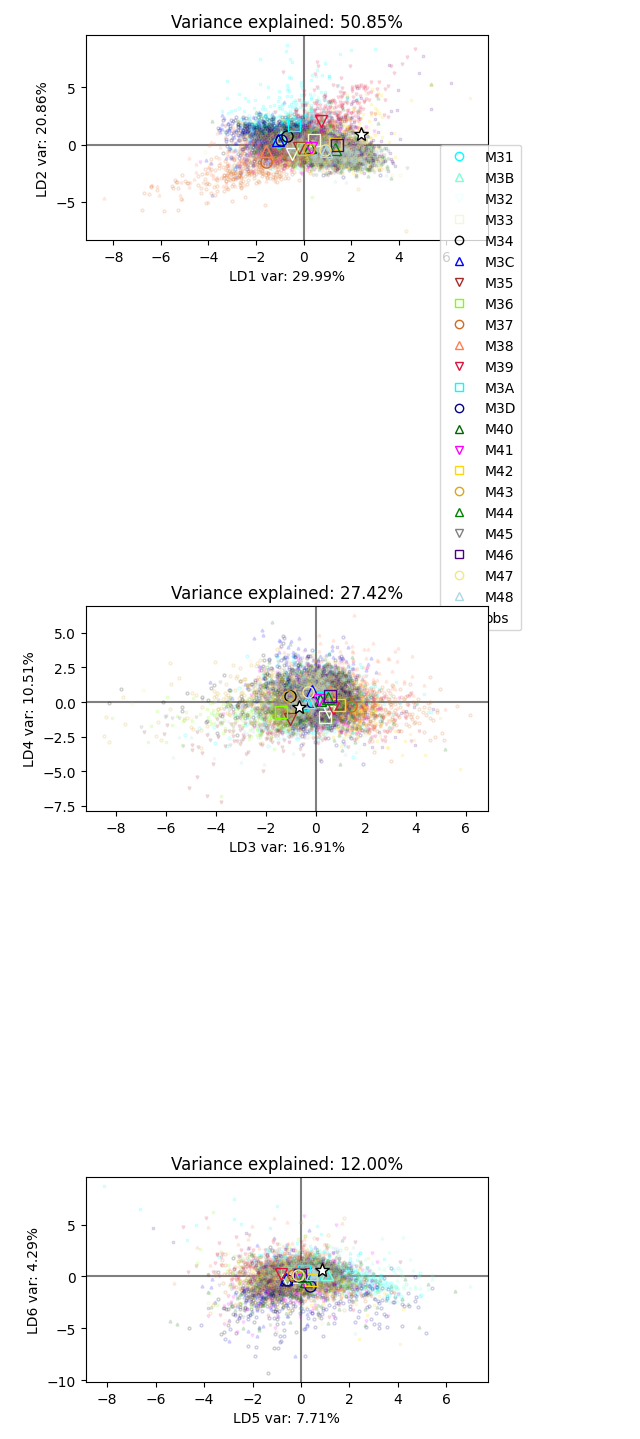 Variance explained: 50.85%
5
0
−5
LD2 var: 20.86%
−8 −6 −4 −2 0 2 4 6
LD1 var: 29.99%
M31
M3B
M32
M33
M34
M3C
M35
M36
M37
M38
M39
M3A
M3D
M40
M41
M42
M43
M44
M45
M46
M47
M48
obs
Variance explained: 27.42%
5.0
2.5
0.0
−2.5
−5.0
−7.5
LD4 var: 10.51%
−8 −6 −4 −2 0 2 4 6
LD3 var: 16.91%
Variance explained: 12.00%
5
0
−5
−10
LD6 var: 4.29%
−8 −6 −4 −2 0 2 4 6
LD5 var: 7.71%